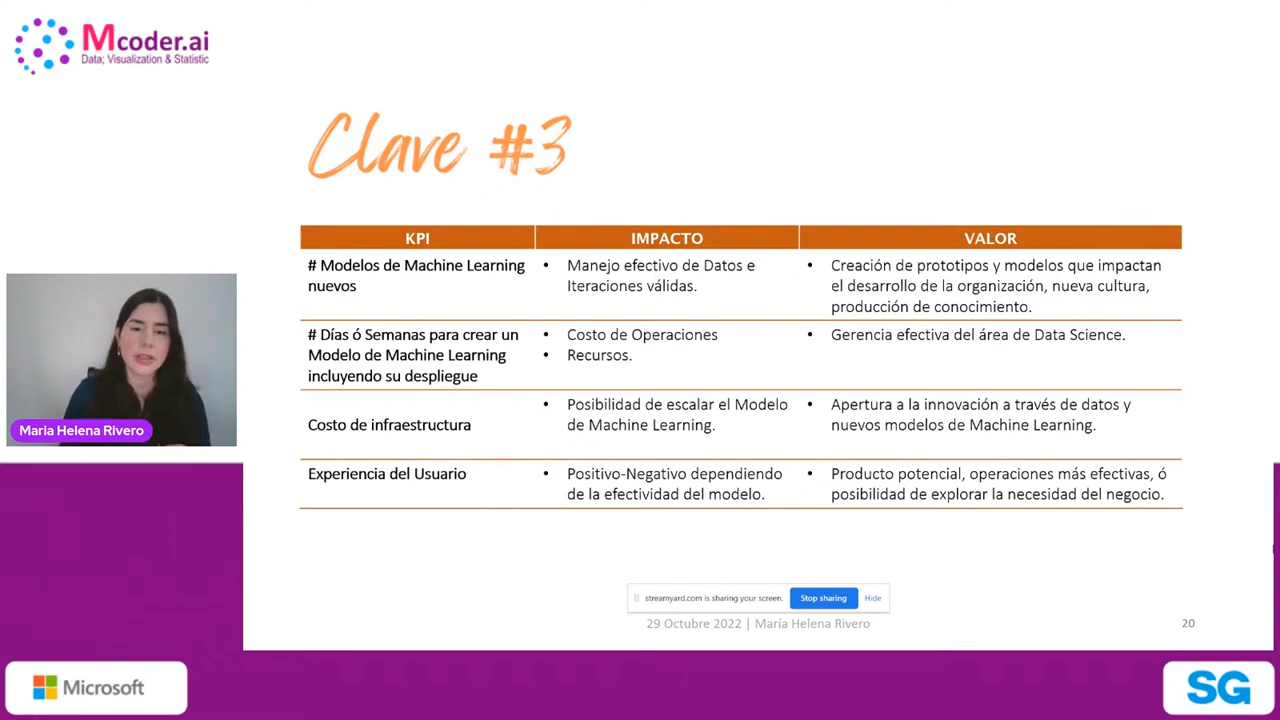 Mcoder.ai
Data; Visualization & Statistic
Clave #3
KPI
IMPACTO
VALOR
# Modelos de Machine Learning
nuevos
• Manejo efectivo de Datos e
Iteraciones válidas.
• Creación de prototipos y modelos que impactan
el desarrollo de la organización, nueva cultura,
producción de conocimiento.
# Días ó Semanas para crear un
Modelo de Machine Learning
incluyendo su despliegue
• Costo de Operaciones
• Recursos.
• Gerencia efectiva del área de Data Science.
Costo de infraestructura
• Posibilidad de escalar el Modelo
de Machine Learning.
• Apertura a la innovación a través de datos y
nuevos modelos de Machine Learning.
Experiencia del Usuario
• Positivo-Negativo dependiendo
de la efectividad del modelo.
• Producto potencial, operaciones más efectivas, ó
posibilidad de explorar la necesidad del negocio.
Maria Helena Rivero
streamyard.com is sharing your screen.
Stop sharing
Hide
29 Octubre 2022 | María Helena Rivero
20
Microsoft
SG